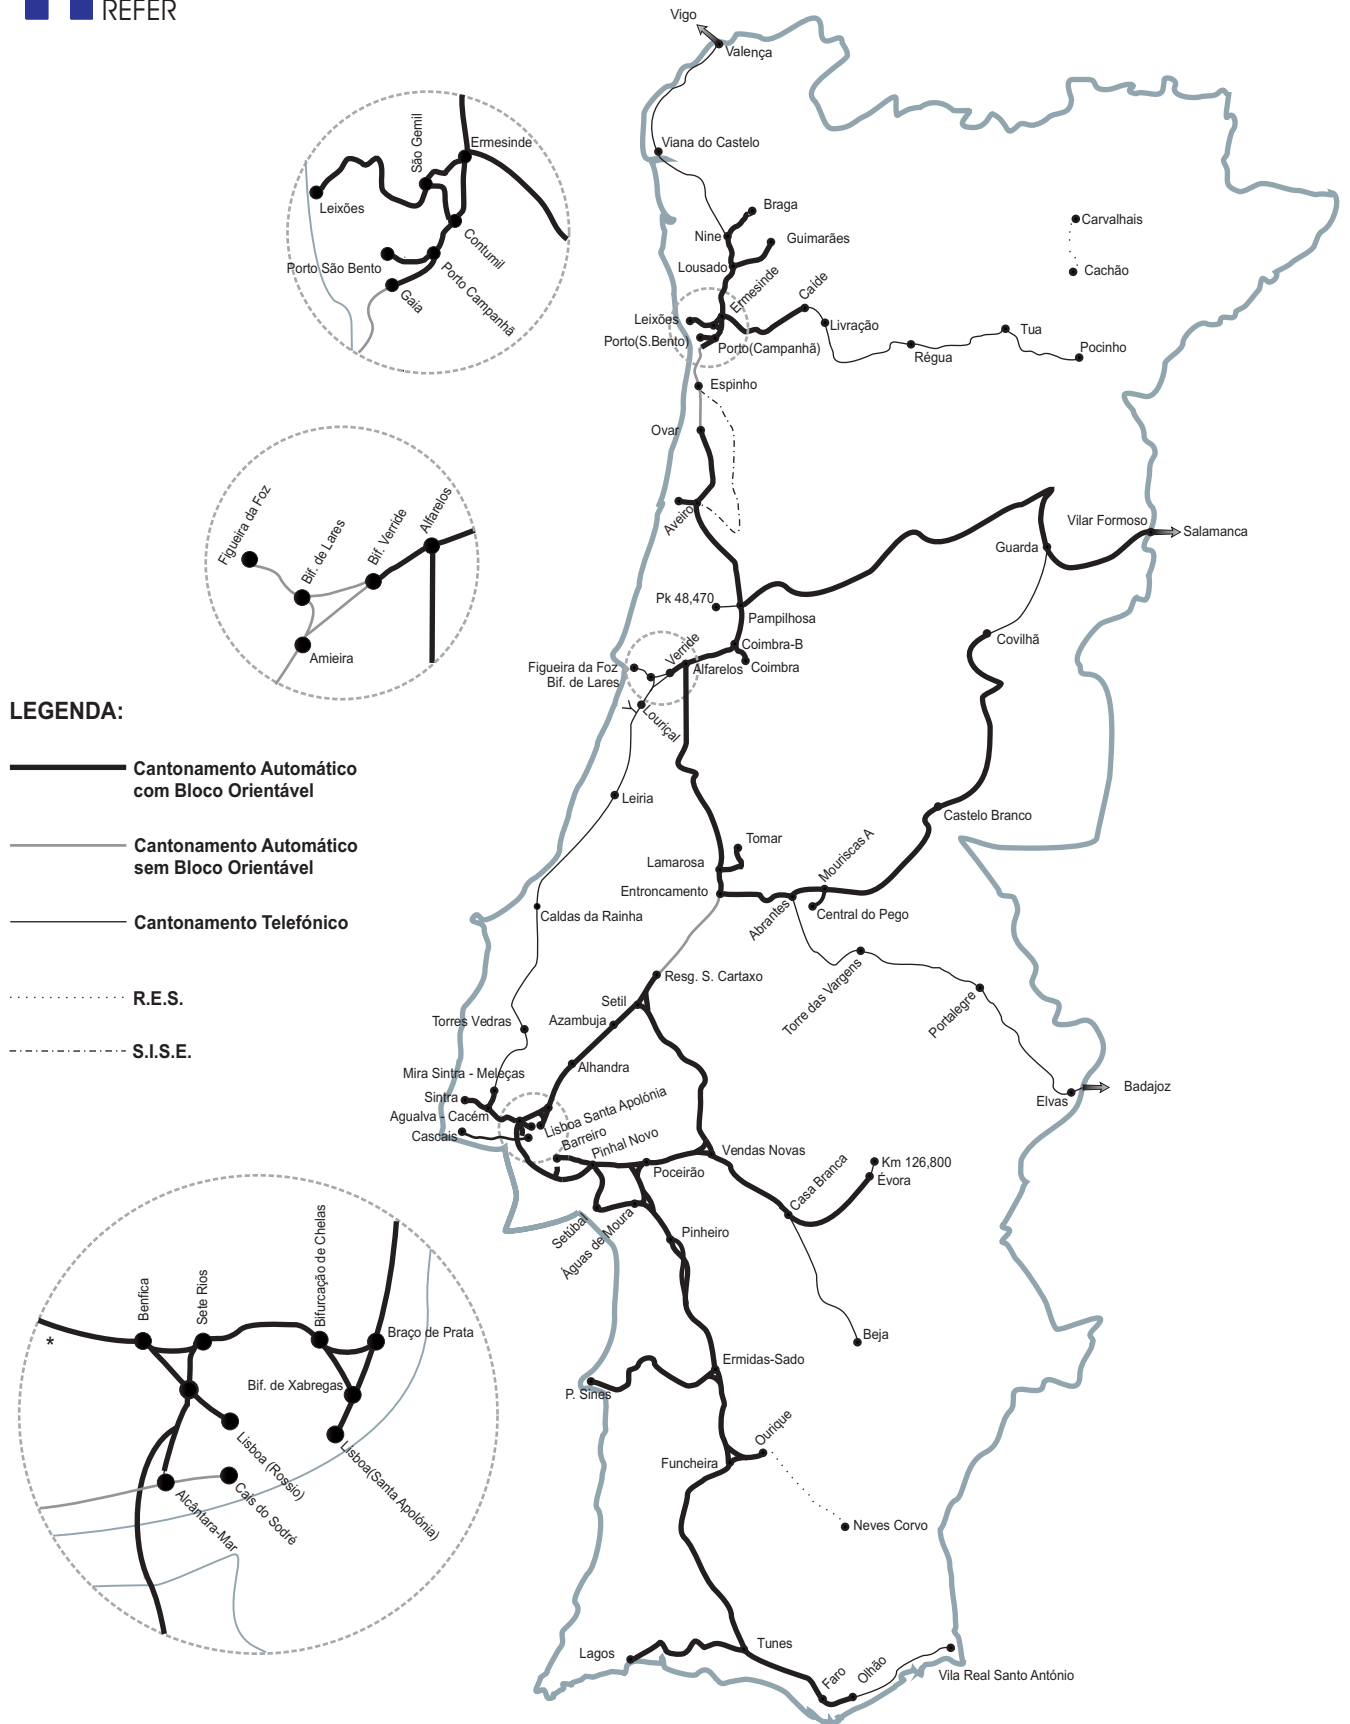 REFER
Vigo
Valença
Viana do Castelo
Braga
Nine
Guimarães
Lousado
Ermesinde
Caíde
Leixões
Livração
Porto(S.Bento)
Porto(Campanhã)
Régua
Tua
Pocinho
Carvalhais
Cachão
Espinho
Ovar
Aveiro
Vilar Formoso
Salamanca
Guarda
Pk 48,470
Pampilhosa
Coimbra-B
Verride
Alfarelos
Coimbra
Figueira da Foz
Bif. de Lares
Covilhã
Louriçal
Leiria
Castelo Branco
Tomar
Lamarosa
Mouriscas A
Entroncamento
Abrantes
Central do Pego
Caldas da Rainha
Resg. S. Cartaxo
Torre das Vargens
Portalegre
Setil
Azambuja
Torres Vedras
Alhandra
Mira Sintra - Meleças
Sintra
Agualva - Cacém
Cascais
Lisboa Santa Apolónia
Barreiro
Pinhal Novo
Elvas
Badajoz
Vendas Novas
Poceirão
Casa Branca
Km 126,800
Évora
Setúbal
Águas de Moura
Pinheiro
Beja
Ermidas-Sado
P. Sines
Ourique
Funcheira
Neves Corvo
Lagos
Tunes
Faro
Olhão
Vila Real Santo António
São Gemil
Ermesinde
Leixões
Contumil
Porto São Bento
Porto Campanhã
Gaia
Figueira da Foz
Bif. de Lares
Bif. Verride
Alfarelos
Amieira
LEGENDA:
Cantonamento Automático
com Bloco Orientável
Cantonamento Automático
sem Bloco Orientável
Cantonamento Telefónico
R.E.S.
S.I.S.E.
Benfica
Sete Rios
Bifurcação de Chelas
Braço de Prata
*
Bif. de Xabregas
Lisboa (Rossio)
Lisboa(Santa Apolónia)
Cais do Sodré
Alcântara-Mar